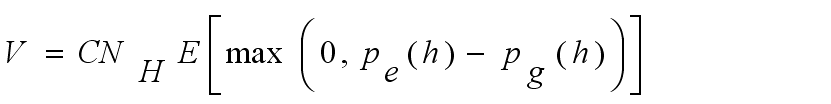 V = CN_H E[max (0, p_e(h) − p_g(h))]